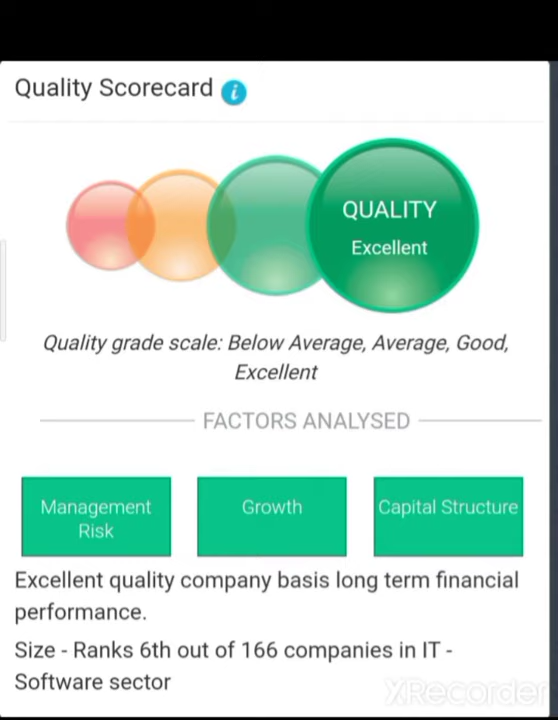 Quality Scorecard i
QUALITY
Excellent
Quality grade scale: Below Average, Average, Good,
Excellent
FACTORS ANALYSED
Management
Risk
Growth
Capital Structure
Excellent quality company basis long term financial
performance.
Size - Ranks 6th out of 166 companies in IT -
Software sector
XRecorder